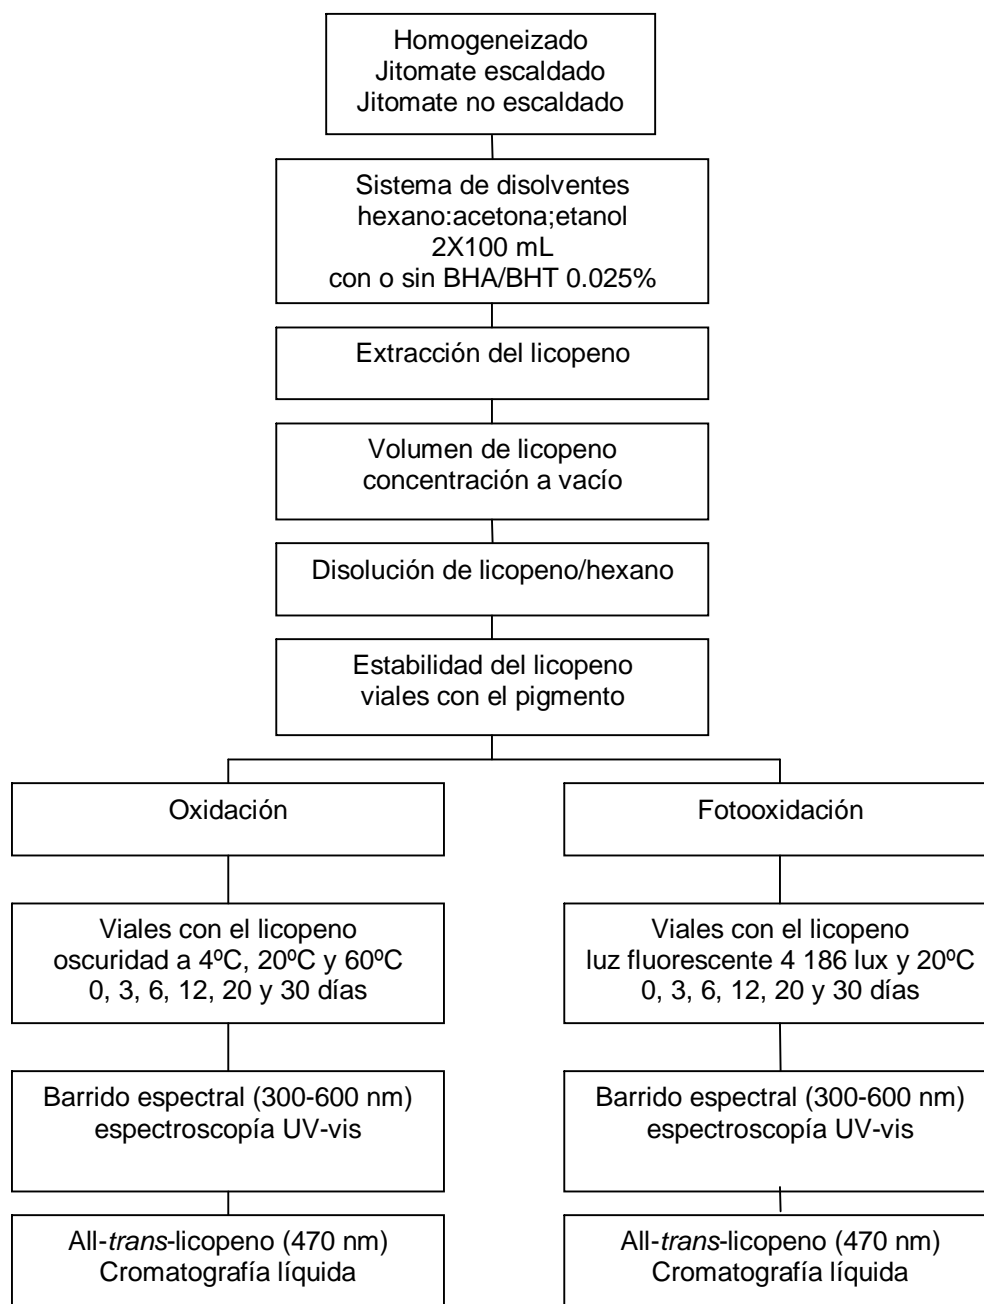 Homogeneizado
Jitomate escaldado
Jitomate no escaldado
Sistema de disolventes
hexano:acetona;etanol
2X100 mL
con o sin BHA/BHT 0.025%
Extracción del licopeno
Volumen de licopeno
concentración a vacío
Disolución de licopeno/hexano
Estabilidad del licopeno
viales con el pigmento
Oxidación
Viales con el licopeno
oscuridad a 4ºC, 20ºC y 60ºC
0, 3, 6, 12, 20 y 30 días
Barrido espectral (300-600 nm)
espectroscopía UV-vis
All-trans-licopeno (470 nm)
Cromatografía líquida
Fotooxidación
Viales con el licopeno
luz fluorescente 4 186 lux y 20ºC
0, 3, 6, 12, 20 y 30 días
Barrido espectral (300-600 nm)
espectroscopía UV-vis
All-trans-licopeno (470 nm)
Cromatografía líquida